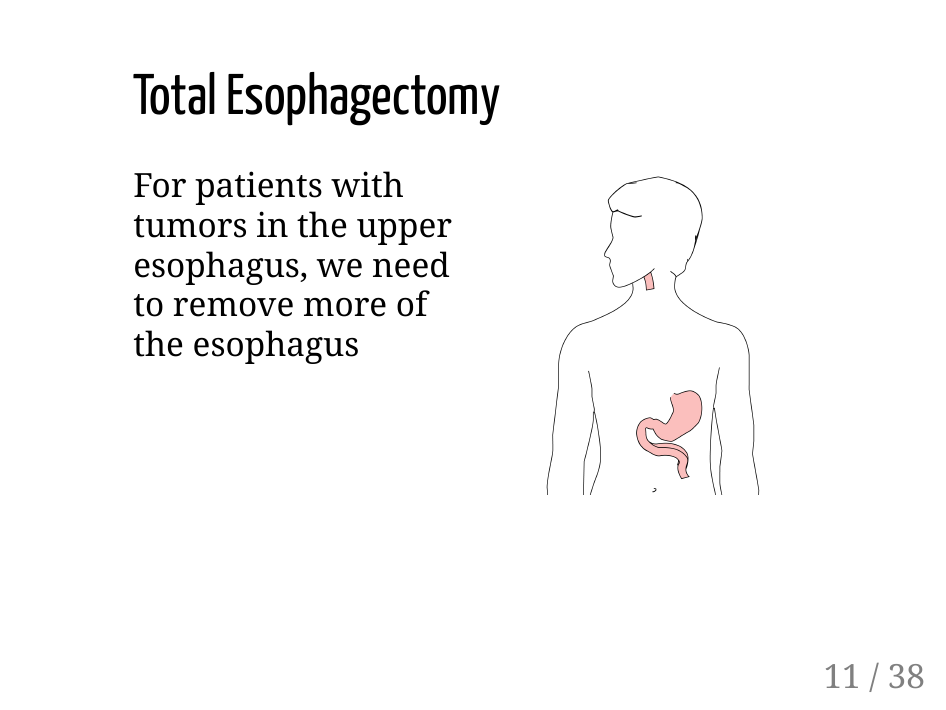 Total Esophagectomy
For patients with
tumors in the upper
esophagus, we need
to remove more of
the esophagus
11 / 38